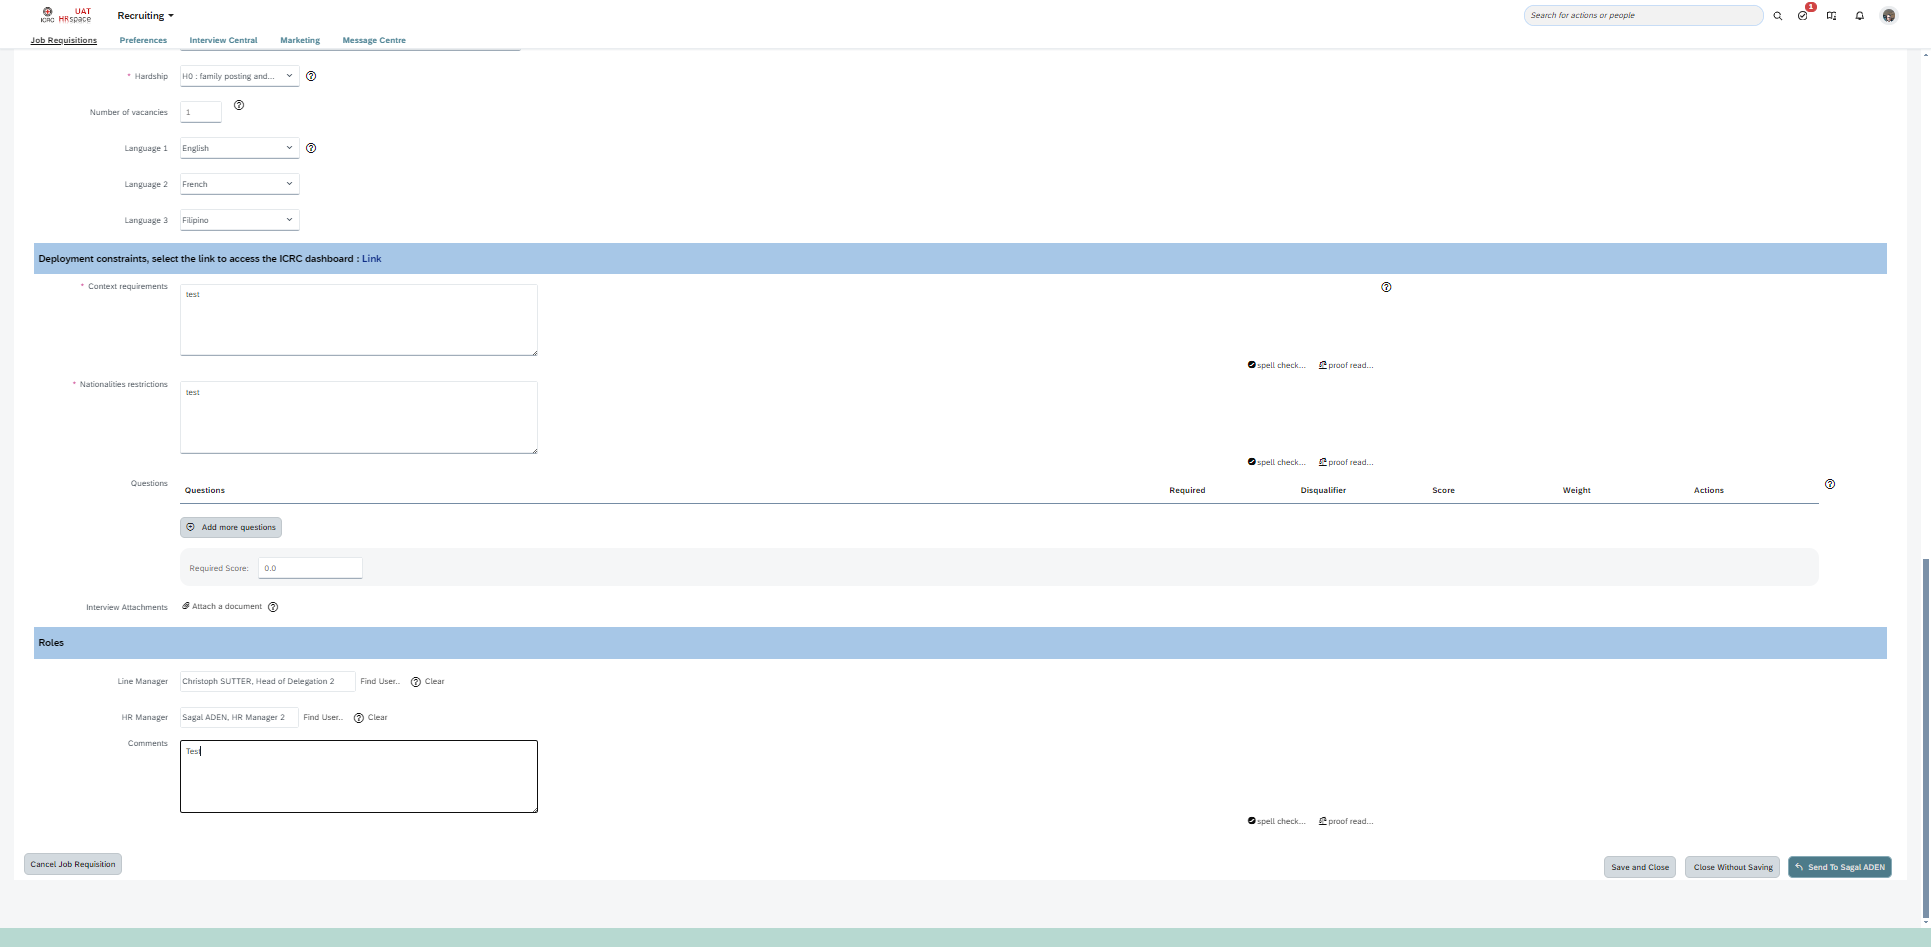 UAT
ICRC HRspace
Recruiting
Search for actions or people
1
Job Requisitions Preferences Interview Central Marketing Message Centre
* Hardship H0 : family posting and...
Number of vacancies 1
Language 1 English
Language 2 French
Language 3 Filipino
Deployment constraints, select the link to access the ICRC dashboard : Link
* Context requirements test
spell check... proof read...
* Nationalities restrictions test
spell check... proof read...
Questions Questions Required Disqualifier Score Weight Actions
Add more questions
Required Score: 0.0
Interview Attachments Attach a document
Roles
Line Manager Christoph SUTTER, Head of Delegation 2 Find User.. Clear
HR Manager Sagal ADEN, HR Manager 2 Find User.. Clear
Comments Test
spell check... proof read...
Cancel Job Requisition Save and Close Close Without Saving Send To Sagal ADEN